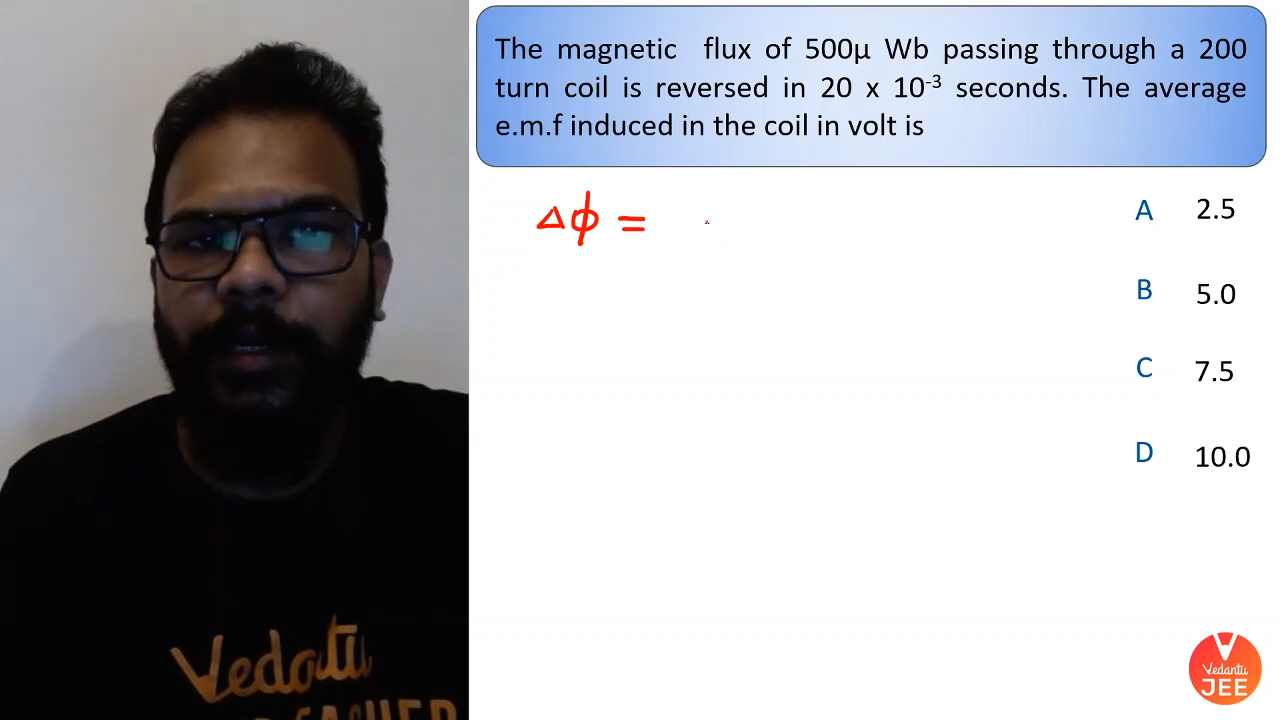 The magnetic flux of 500μ Wb passing through a 200
turn coil is reversed in 20 x 10⁻³ seconds. The average
e.m.f induced in the coil in volt is
Δϕ =
A 2.5
B 5.0
C 7.5
D 10.0
Vedantu
Vedantu
JEE